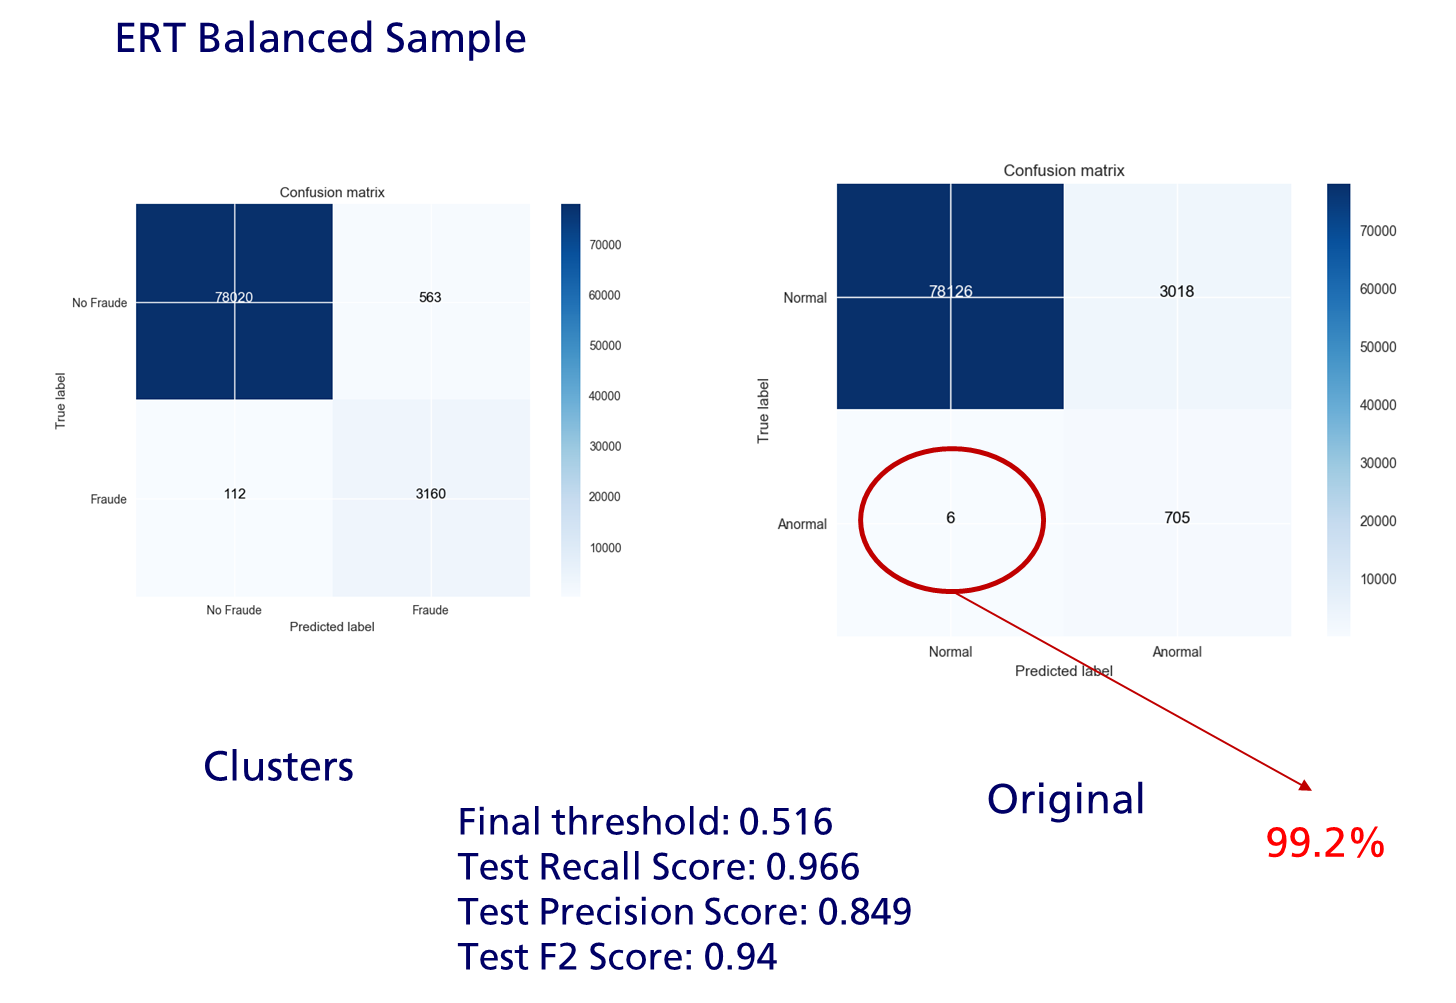 ERT Balanced Sample
Confusion matrix
True label
No Fraude
Fraude
78020
563
112
3160
No Fraude
Fraude
Predicted label
70000
60000
50000
40000
30000
20000
10000
Confusion matrix
True label
Normal
Anormal
78126
3018
6
705
Normal
Anormal
Predicted label
70000
60000
50000
40000
30000
20000
10000
Clusters
Original
99.2%
Final threshold: 0.516
Test Recall Score: 0.966
Test Precision Score: 0.849
Test F2 Score: 0.94